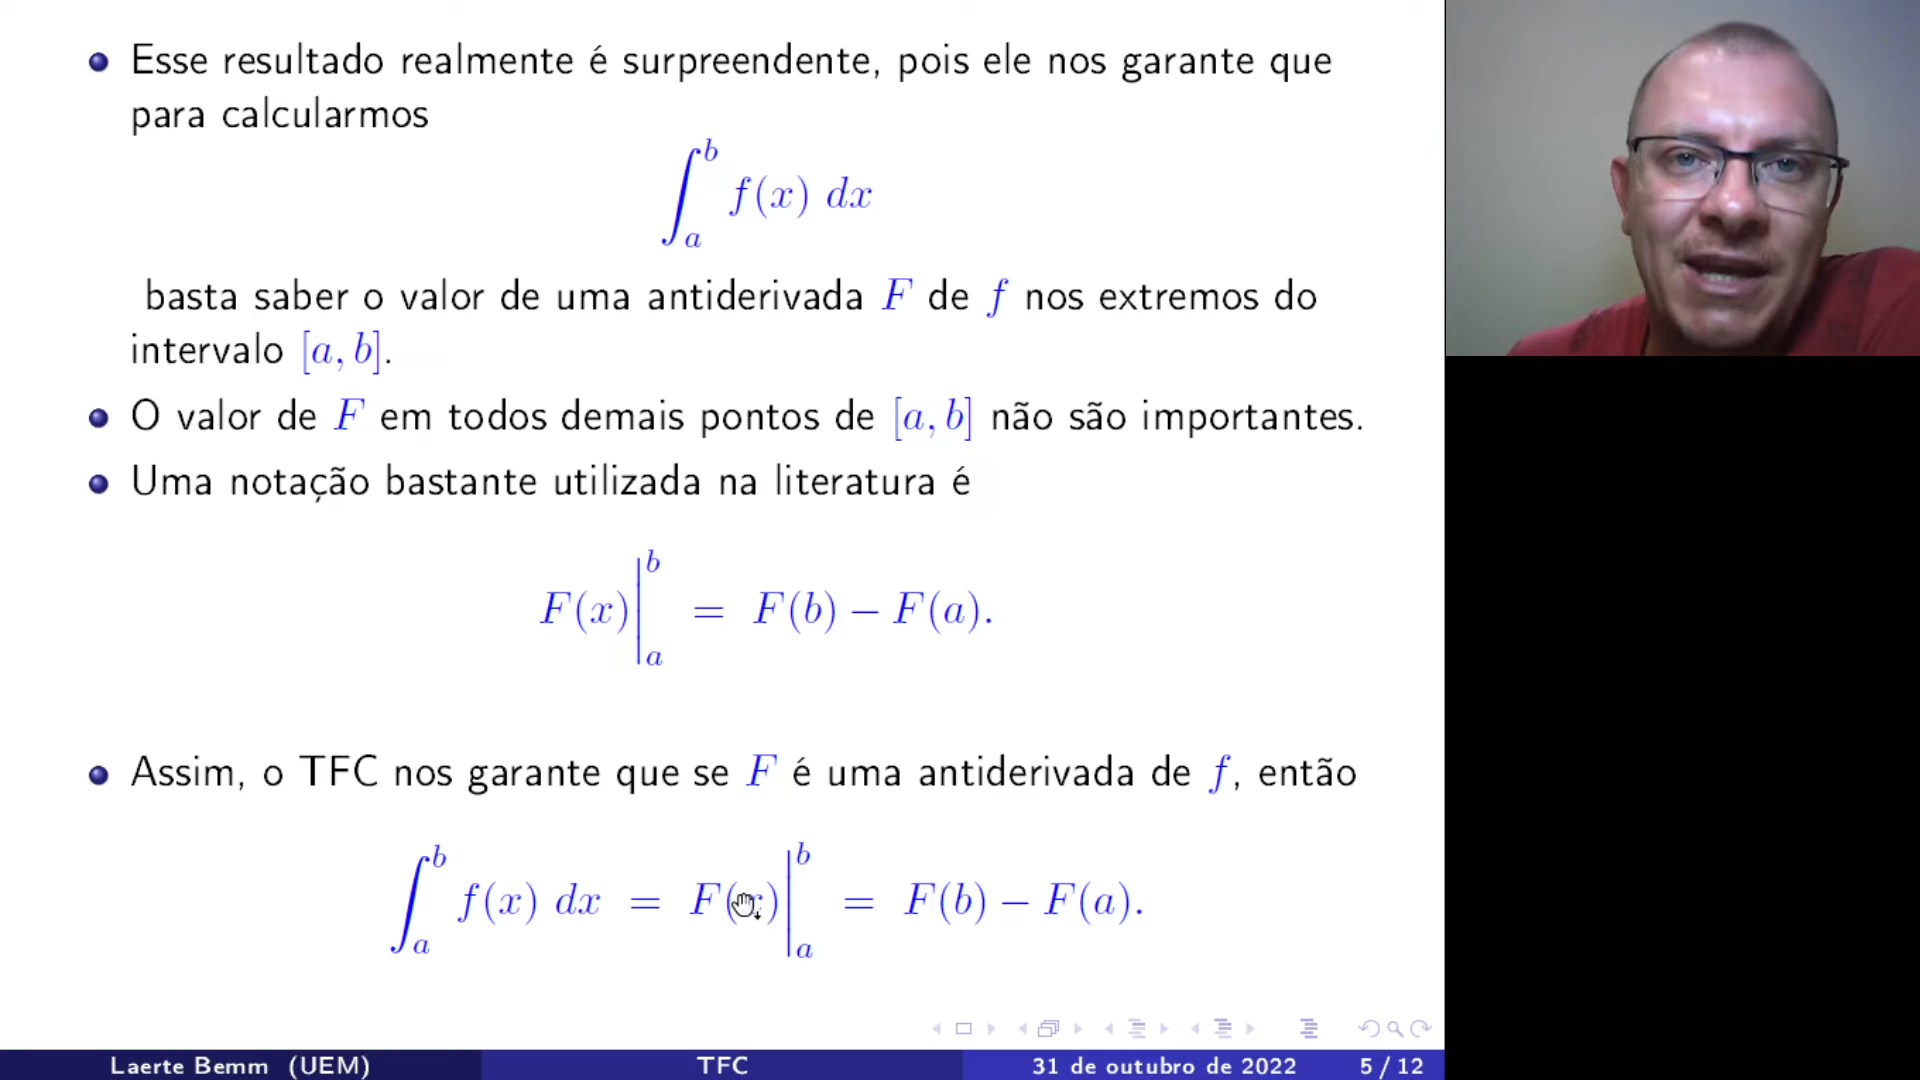 Esse resultado realmente é surpreendente, pois ele nos garante que
para calcularmos
∫_a^b f(x) dx
basta saber o valor de uma antiderivada F de f nos extremos do
intervalo [a, b].
O valor de F em todos demais pontos de [a, b] não são importantes.
Uma notação bastante utilizada na literatura é
F(x)|_a^b = F(b) − F(a).
Assim, o TFC nos garante que se F é uma antiderivada de f, então
∫_a^b f(x) dx = F(x)|_a^b = F(b) − F(a).
Laerte Bemm (UEM) TFC 31 de outubro de 2022 5 / 12